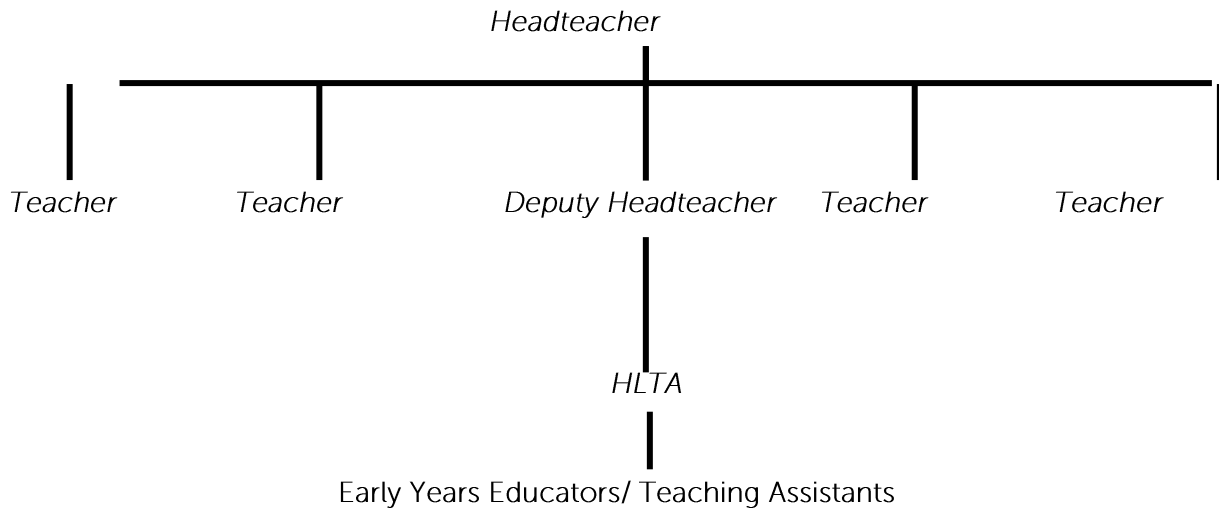 Headteacher
Teacher
Teacher
Deputy Headteacher
Teacher
Teacher
HLTA
Early Years Educators/ Teaching Assistants